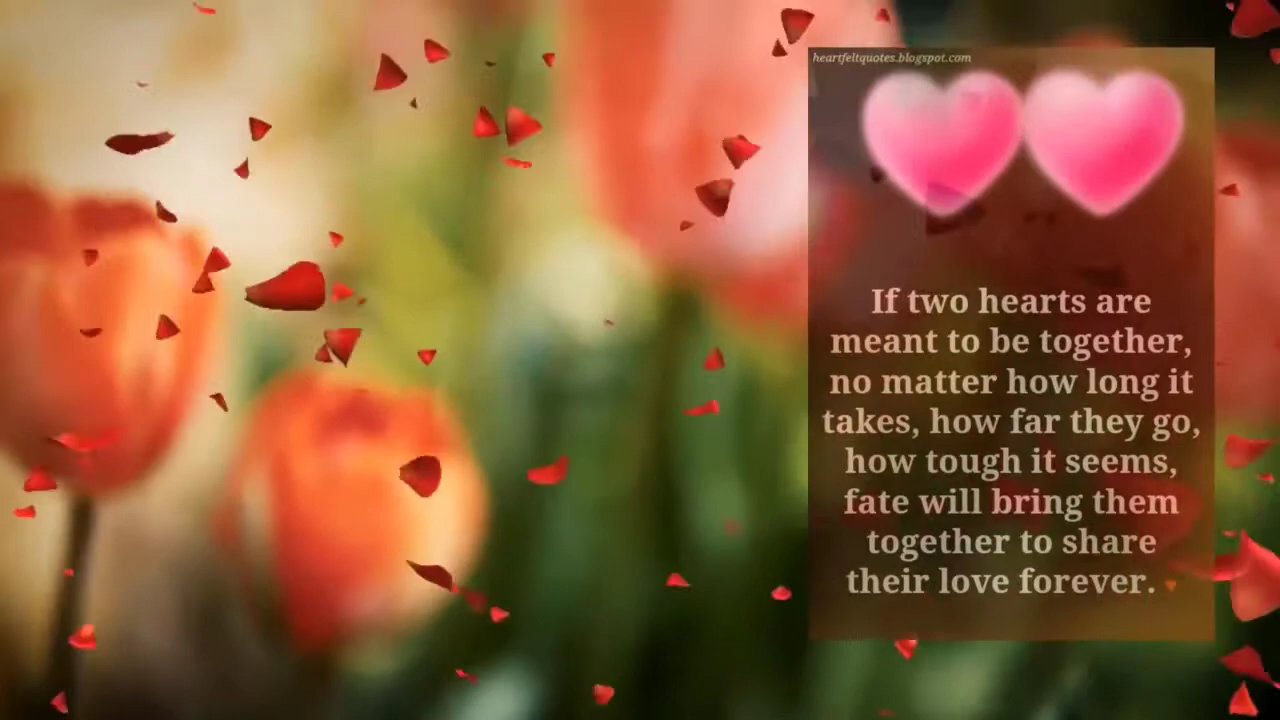 heartfeltquotes.blogspot.com
If two hearts are
meant to be together,
no matter how long it
takes, how far they go,
how tough it seems,
fate will bring them
together to share
their love forever.